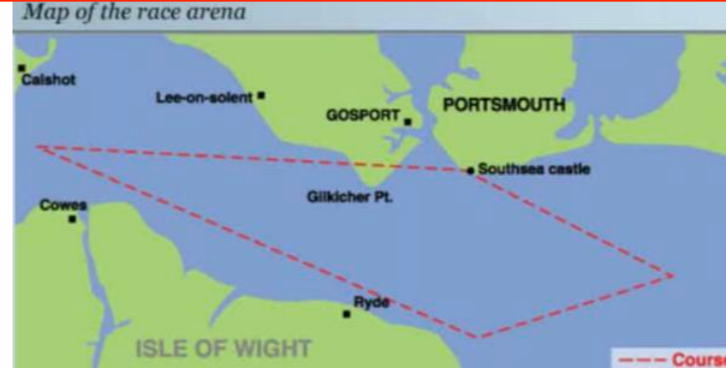 Map of the race arena
Calshot
Lee-on-solent
GOSPORT
PORTSMOUTH
Southsea castle
Gilkicher Pt.
Cowes
Ryde
ISLE OF WIGHT
Course